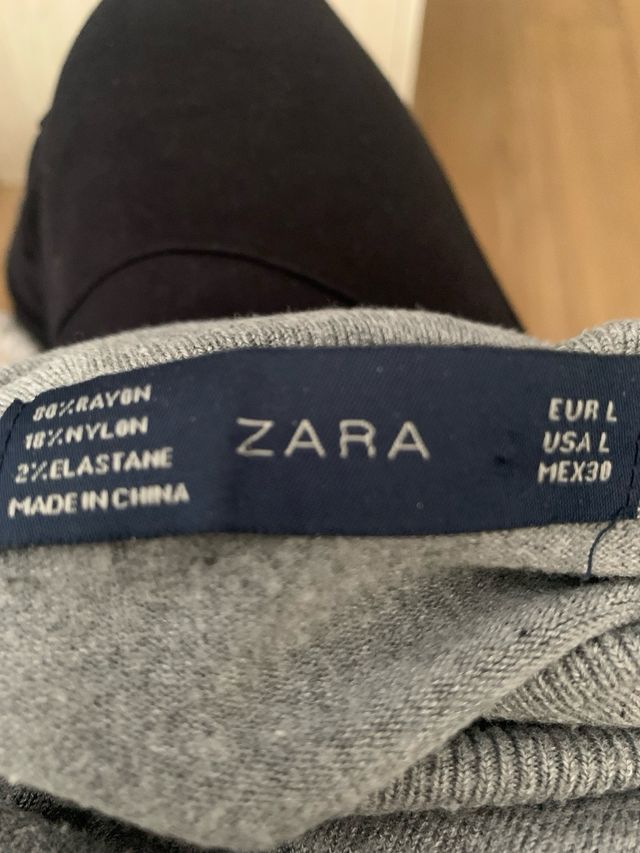 80%RAYON
18%NYLON
2%ELASTANE
MADE IN CHINA
ZARA
EUR L
USA L
MEX30